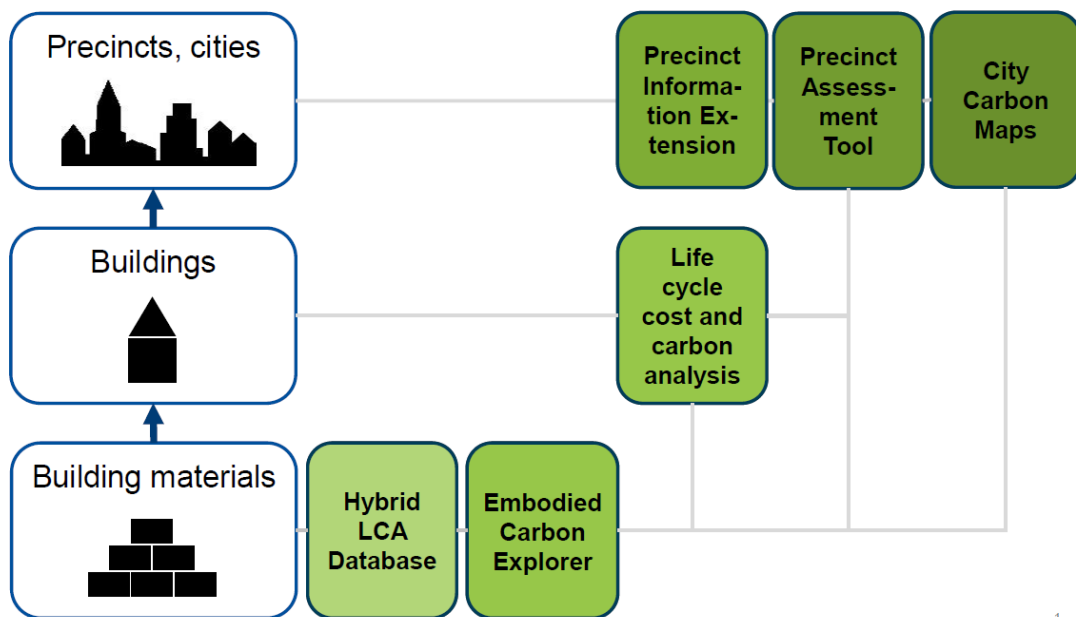 Precincts, cities
Precinct
Informa-
tion Ex-
tension
Precinct
Assess-
ment
Tool
City
Carbon
Maps
Buildings
Life
cycle
cost and
carbon
analysis
Building materials
Hybrid
LCA
Database
Embodied
Carbon
Explorer